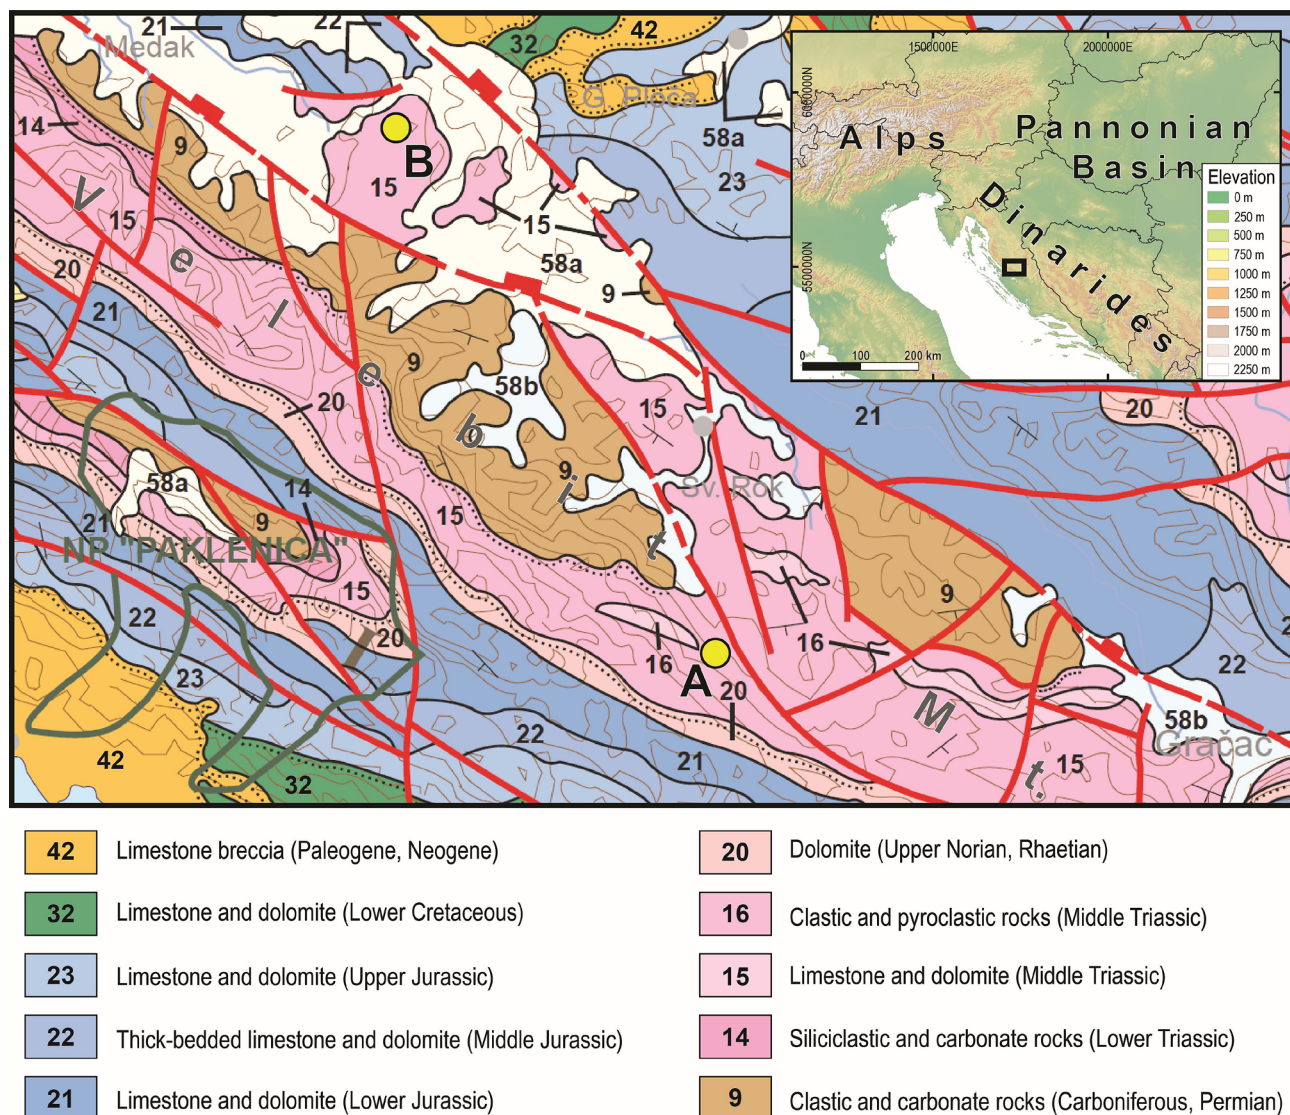 21
22
Medak
32
42
G. Ploča
58a
23
14
9
B
15
V
15
e
15
58a
9
20
21
l
e
9
58b
20
15
21
20
b
9
i
Sv. Rok
58a
14
9
21
15
t
NP "PAKLENICA"
15
22
20
16
16
16
9
A
20
23
M
22
58b
42
22
21
Gračac
32
t.
15
1500000E
2000000E
6000000N
5500000N
Alps
Pannonian
Basin
Dinarides
0 100 200 km
Elevation
0 m
250 m
500 m
750 m
1000 m
1250 m
1500 m
1750 m
2000 m
2250 m
42 Limestone breccia (Paleogene, Neogene)
32 Limestone and dolomite (Lower Cretaceous)
23 Limestone and dolomite (Upper Jurassic)
22 Thick-bedded limestone and dolomite (Middle Jurassic)
21 Limestone and dolomite (Lower Jurassic)
20 Dolomite (Upper Norian, Rhaetian)
16 Clastic and pyroclastic rocks (Middle Triassic)
15 Limestone and dolomite (Middle Triassic)
14 Siliciclastic and carbonate rocks (Lower Triassic)
9 Clastic and carbonate rocks (Carboniferous, Permian)